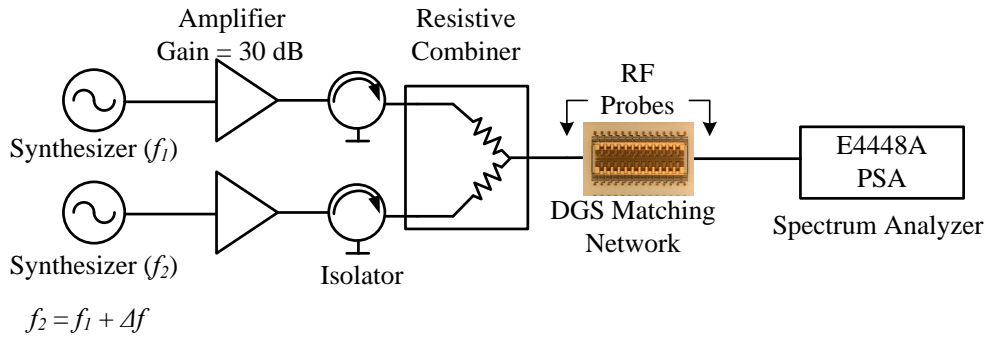 Amplifier
Gain = 30 dB
Resistive
Combiner
RF
Probes
Synthesizer (f1)
E4448A
PSA
DGS Matching
Network
Spectrum Analyzer
Synthesizer (f2)
Isolator
f2 = f1 + Δf